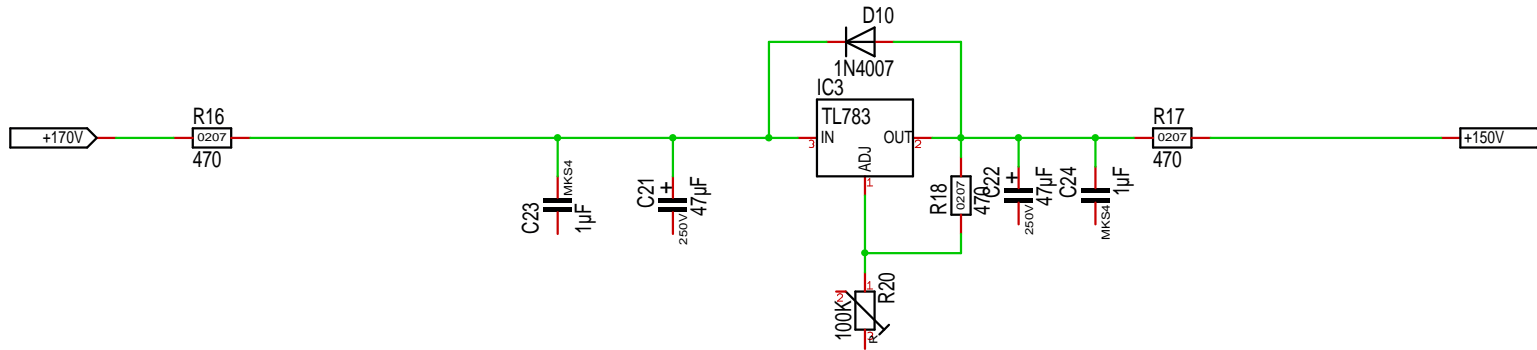 D10
1N4007
IC3
TL783
IN
OUT
ADJ
3
2
1
+170V
R16
0207
470
R17
0207
470
+150V
C23
1µF
MKS4
C21
+
47µF
250V
R18
0207
470
C22
+
47µF
250V
C24
1µF
MKS4
R20
100K
1
2